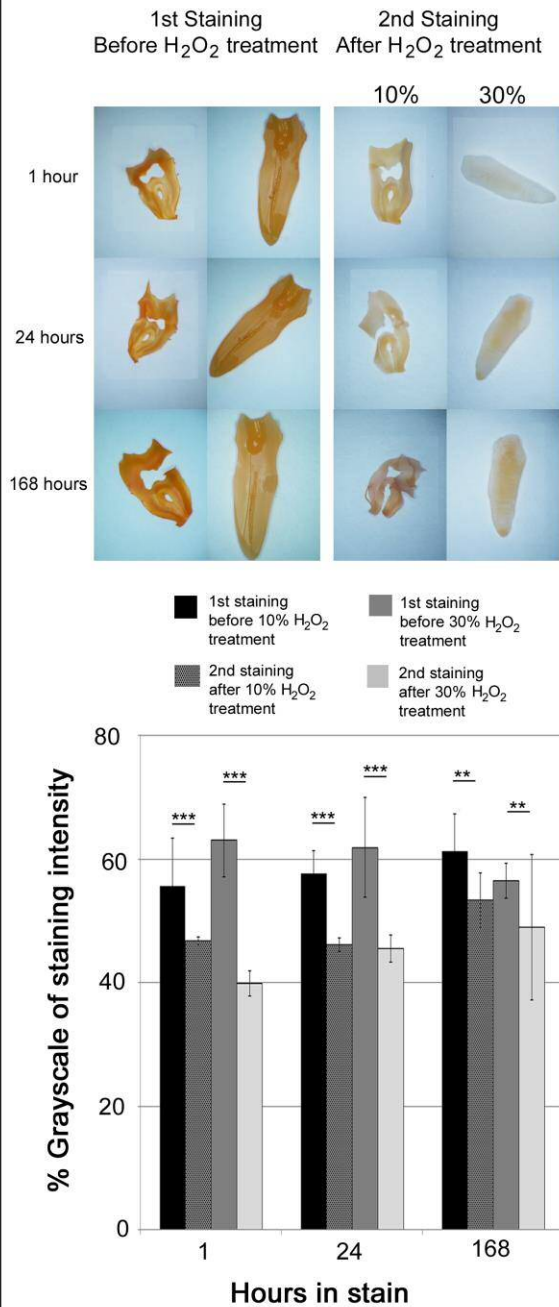 1st Staining
Before H₂O₂ treatment
2nd Staining
After H₂O₂ treatment
10% 30%
1 hour
24 hours
168 hours
1st staining
before 10% H₂O₂
treatment
1st staining
before 30% H₂O₂
treatment
2nd staining
after 10% H₂O₂
treatment
2nd staining
after 30% H₂O₂
treatment
% Grayscale of staining intensity
80
60
40
20
0
*** ***
*** ***
** **
1 24 168
Hours in stain